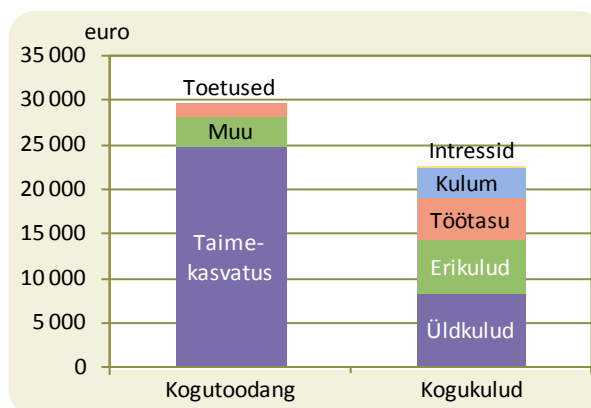 euro
35 000
30 000
25 000
20 000
15 000
10 000
5 000
0
Toetused
Muu
Taime-
kasvatus
Intressid
Kulum
Töötasu
Erikulud
Üldkulud
Kogutoodang
Kogukulud